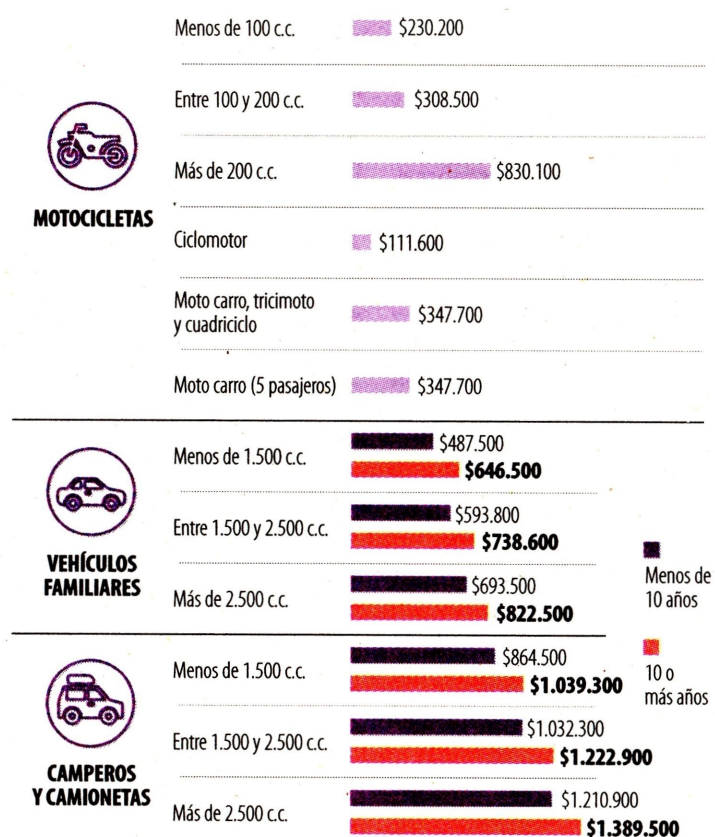 Menos de 100 c.c. $230.200
Entre 100 y 200 c.c. $308.500
Más de 200 c.c. $830.100
MOTOCICLETAS
Ciclomotor $111.600
Moto carro, tricimoto
y cuadriciclo $347.700
Moto carro (5 pasajeros) $347.700
Menos de 1.500 c.c. $487.500
$646.500
Entre 1.500 y 2.500 c.c. $593.800
$738.600
VEHÍCULOS
FAMILIARES
Más de 2.500 c.c. $693.500
$822.500
Menos de
10 años
10 o
más años
Menos de 1.500 c.c. $864.500
$1.039.300
Entre 1.500 y 2.500 c.c. $1.032.300
$1.222.900
CAMPEROS
Y CAMIONETAS
Más de 2.500 c.c. $1.210.900
$1.389.500